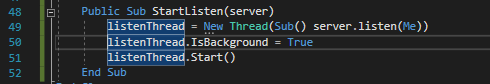 48 Public Sub StartListen(server)
49 listenThread = New Thread(Sub() server.listen(Me))
50 listenThread.IsBackground = True
51 listenThread.Start()
52 End Sub